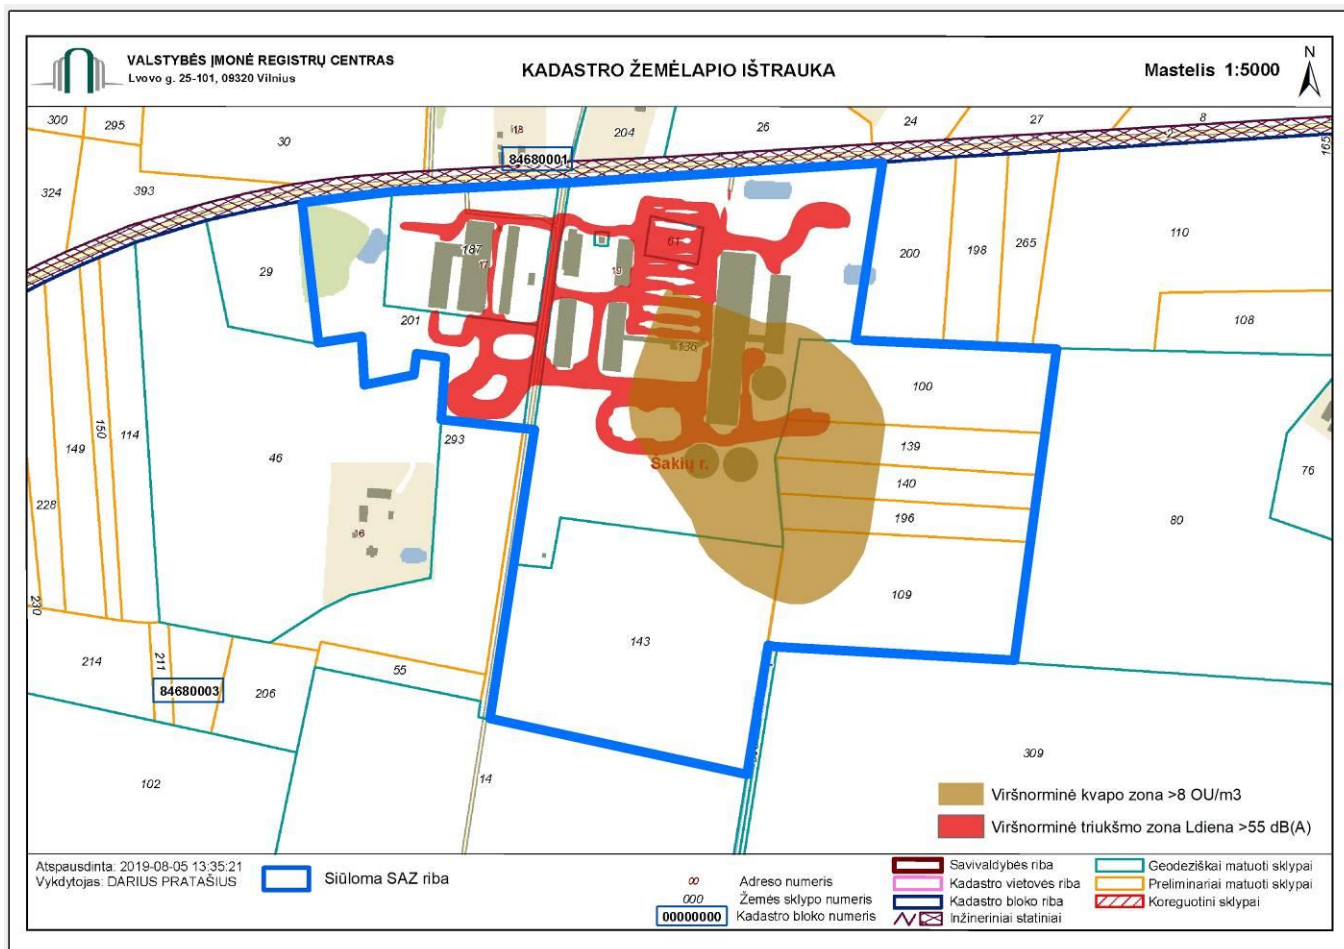 VALSTYBĖS ĮMONĖ REGISTRŲ CENTRAS
Lvovo g. 25-101, 09320 Vilnius
KADASTRO ŽEMĖLAPIO IŠTRAUKA
Mastelis 1:5000
N
300
295
30
18
204
26
24
27
8
165
84680001
324
393
29
187
17
19
61
200
198
265
110
201
136
108
100
149
150
114
46
293
139
Šakių r.
140
76
228
196
80
16
109
230
143
214
211
55
84680003
206
309
102
14
Viršnorminė kvapo zona >8 OU/m3
Viršnorminė triukšmo zona Ldiena >55 dB(A)
Atspausdinta: 2019-08-05 13:35:21
Vykdytojas: DARIUS PRATAŠIUS
Siūloma SAZ riba
00 Adreso numeris
000 Žemės sklypo numeris
00000000 Kadastro bloko numeris
Savivaldybės riba
Kadastro vietovės riba
Kadastro bloko riba
Inžineriniai statiniai
Geodeziškai matuoti sklypai
Preliminariai matuoti sklypai
Koreguotini sklypai